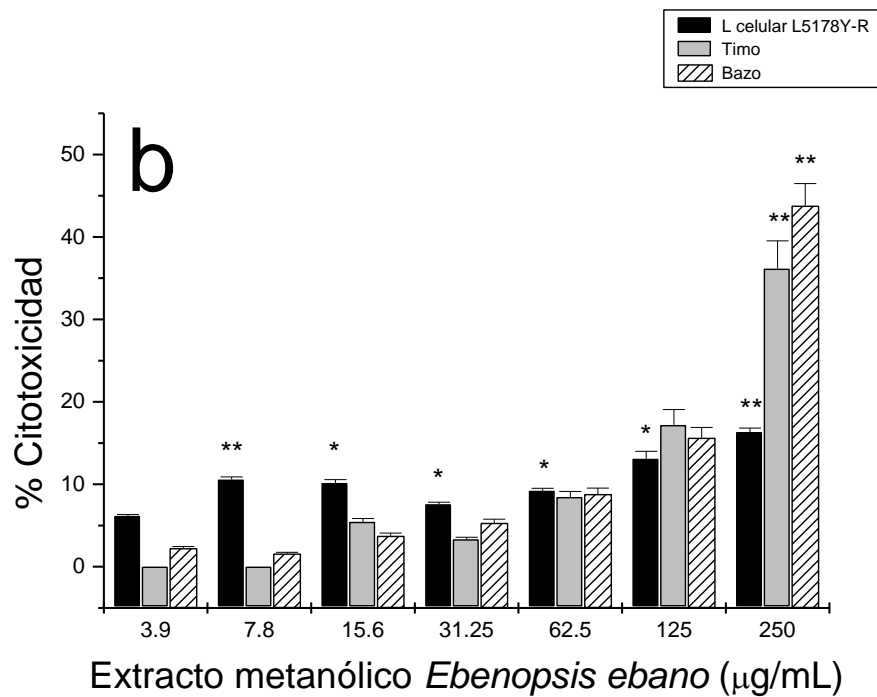 L celular L5178Y-R
Timo
Bazo
b
% Citotoxicidad
50
40
30
20
10
0
**
*
*
*
*
**
**
**
3.9 7.8 15.6 31.25 62.5 125 250
Extracto metanólico Ebenopsis ebano (μg/mL)